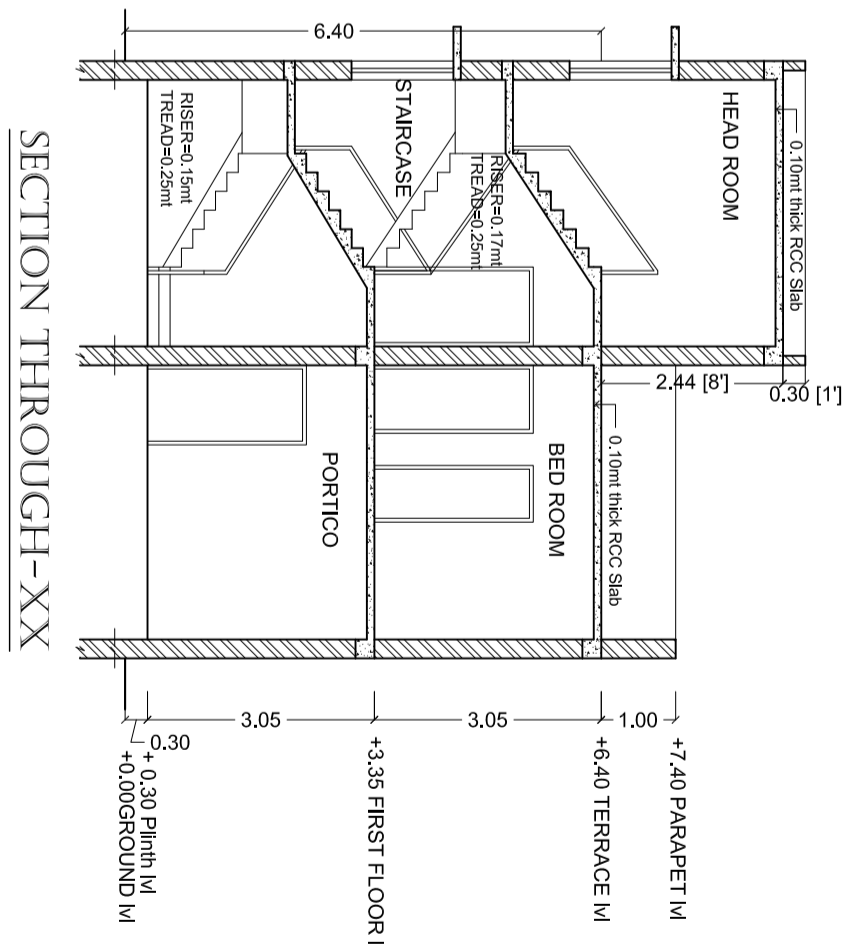 6.40
HEAD ROOM
0.10mt thick RCC Slab
STAIRCASE
RISER=0.17mt
TREAD=0.25mt
RISER=0.15mt
TREAD=0.25mt
2.44 [8']
0.30 [1']
0.10mt thick RCC Slab
BED ROOM
PORTICO
1.00
3.05
3.05
0.30
+7.40 PARAPET lvl
+6.40 TERRACE lvl
+3.35 FIRST FLOOR l
+ 0.30 Plinth lvl
+0.00GROUND lvl
SECTION THROUGH-XX